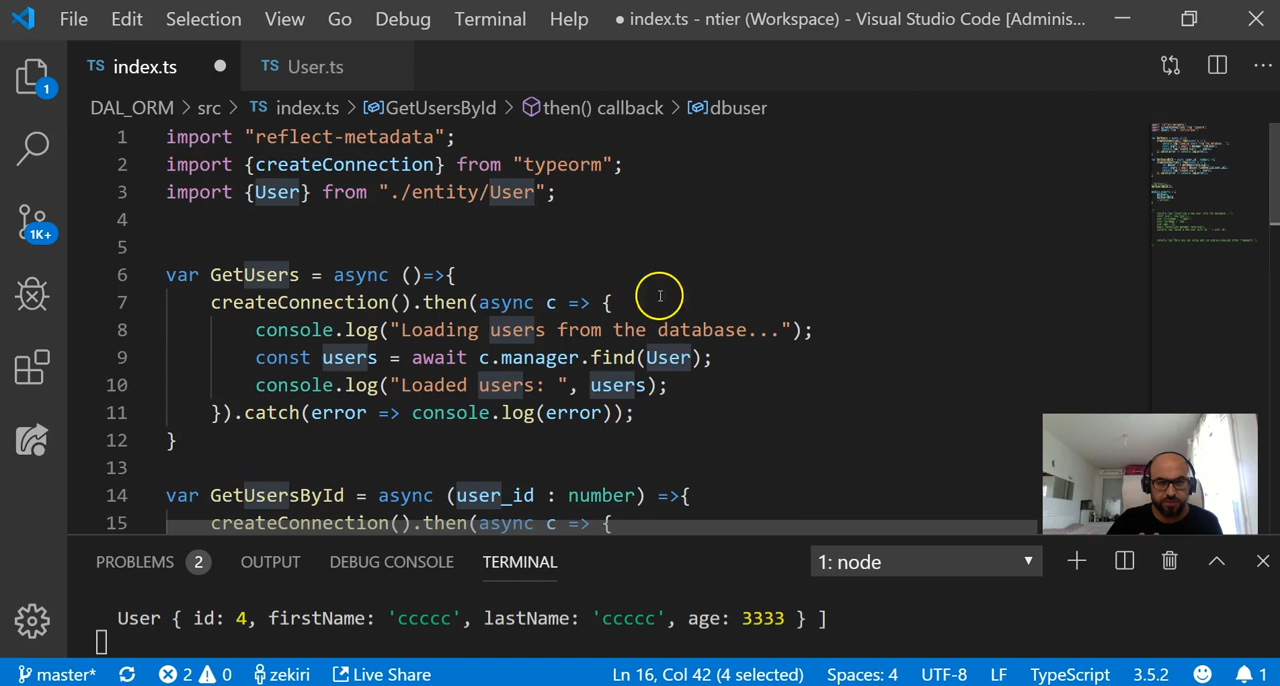 File Edit Selection View Go Debug Terminal Help ● index.ts - ntier (Workspace) - Visual Studio Code [Adminis...
TS index.ts ● TS User.ts ...
1
1K+
DAL_ORM > src > TS index.ts > GetUsersById > then() callback > dbuser
1 import "reflect-metadata";
2 import {createConnection} from "typeorm";
3 import {User} from "./entity/User";
4
5
6 var GetUsers = async ()=>{
7 createConnection().then(async c => {
8 console.log("Loading users from the database...");
9 const users = await c.manager.find(User);
10 console.log("Loaded users: ", users);
11 }).catch(error => console.log(error));
12 }
13
14 var GetUsersById = async (user_id : number) =>{
15 createConnection().then(async c => {
PROBLEMS 2 OUTPUT DEBUG CONSOLE TERMINAL 1: node
User { id: 4, firstName: 'ccccc', lastName: 'ccccc', age: 3333 } ]
master* 2 0 zekiri Live Share Ln 16, Col 42 (4 selected) Spaces: 4 UTF-8 LF TypeScript 3.5.2 1